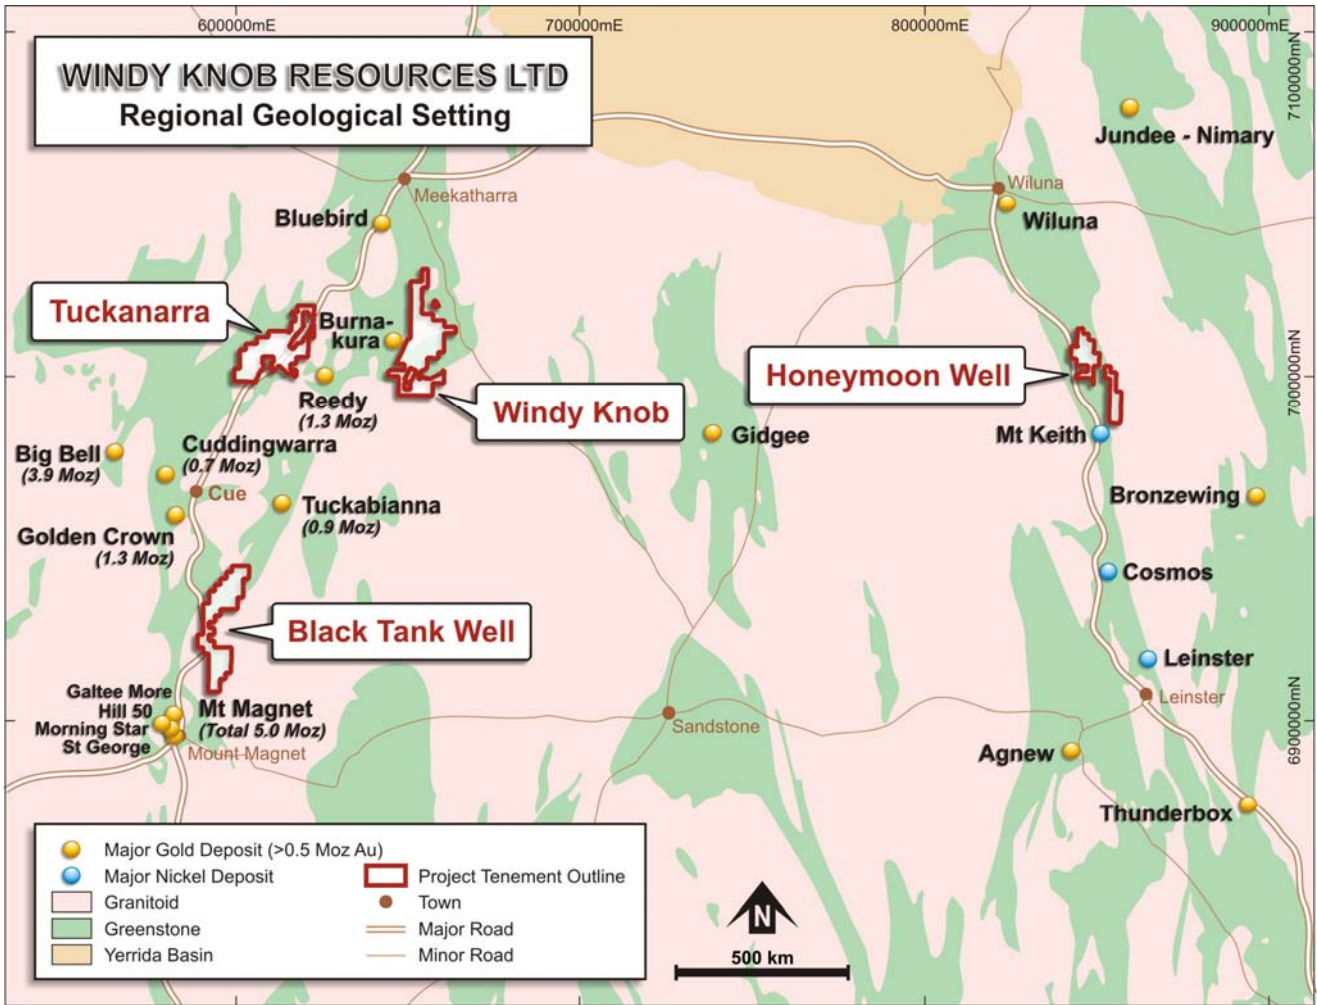 600000mE
700000mE
800000mE
900000mE
WINDY KNOB RESOURCES LTD
Regional Geological Setting
7100000mN
Jundee - Nimary
Meekatharra
Wiluna
Bluebird
Wiluna
Tuckanarra
Burna-
kura
Honeymoon Well
7000000mN
Reedy
(1.3 Moz)
Windy Knob
Gidgee
Mt Keith
Big Bell
(3.9 Moz)
Cuddingwarra
(0.7 Moz)
Cue
Bronzewing
Tuckabianna
(0.9 Moz)
Golden Crown
(1.3 Moz)
Cosmos
Black Tank Well
Leinster
Leinster
Galtee More
Hill 50
Morning Star
St George
Mt Magnet
(Total 5.0 Moz)
Mount Magnet
Sandstone
6900000mN
Agnew
Thunderbox
Major Gold Deposit (>0.5 Moz Au)
Major Nickel Deposit
Granitoid
Greenstone
Yerrida Basin
Project Tenement Outline
Town
Major Road
Minor Road
N
500 km